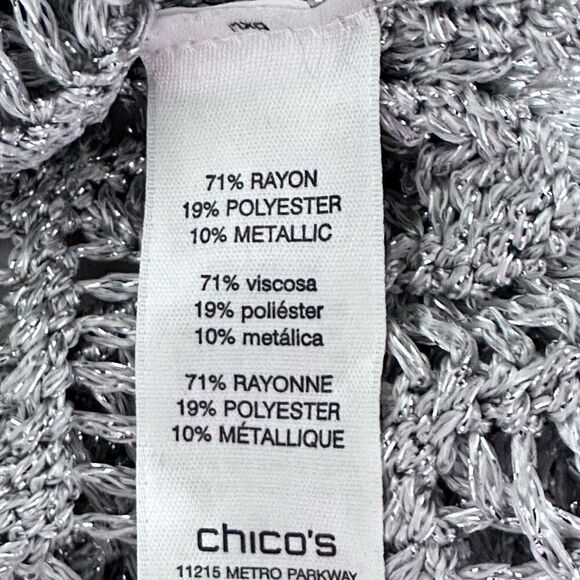 71% RAYON
19% POLYESTER
10% METALLIC
71% viscosa
19% poliéster
10% metálica
71% RAYONNE
19% POLYESTER
10% MÉTALLIQUE
chico's
11215 METRO PARKWAY